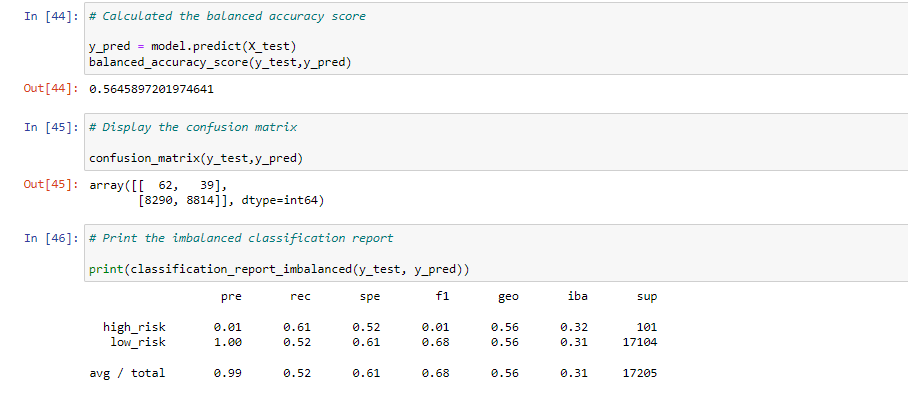 In [44]: # Calculated the balanced accuracy score
y_pred = model.predict(X_test)
balanced_accuracy_score(y_test,y_pred)
Out[44]: 0.5645897201974641
In [45]: # Display the confusion matrix
confusion_matrix(y_test,y_pred)
Out[45]: array([[  62,   39],
[8290, 8814]], dtype=int64)
In [46]: # Print the imbalanced classification report
print(classification_report_imbalanced(y_test, y_pred))
pre rec spe f1 geo iba sup
high_risk 0.01 0.61 0.52 0.01 0.56 0.32 101
low_risk 1.00 0.52 0.61 0.68 0.56 0.31 17104
avg / total 0.99 0.52 0.61 0.68 0.56 0.31 17205